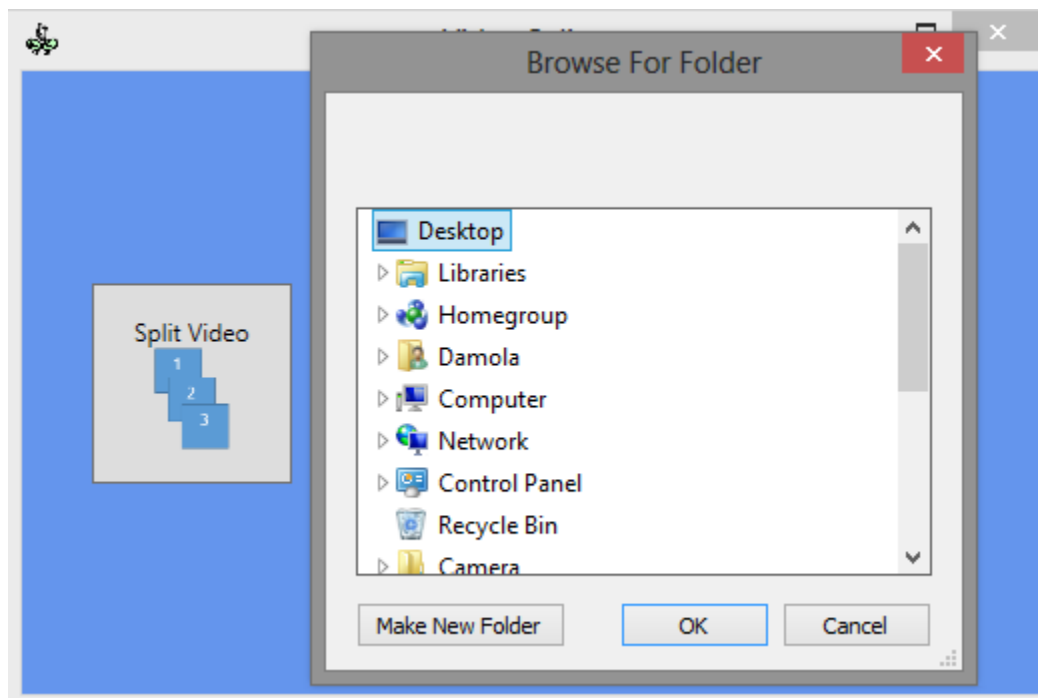 Browse For Folder
Desktop
Libraries
Homegroup
Damola
Computer
Network
Control Panel
Recycle Bin
Camera
Make New Folder
OK
Cancel
Split Video
1
2
3